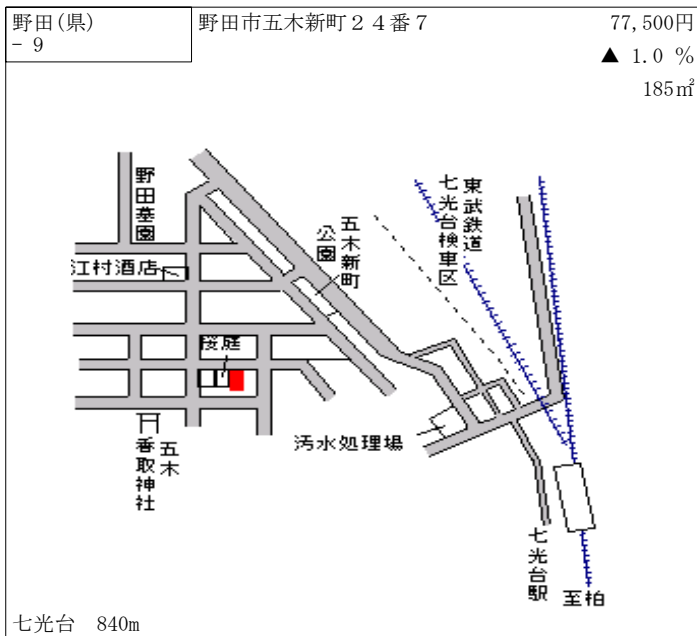 野田(県)
- 9
野田市五木新町２４番７
77,500円
▲ 1.0 %
185㎡
野田墓園
江村酒店
桜庭
五木新町
公園
東武鉄道
七光台検車区
汚水処理場
五木
香取神社
七光台駅
至柏
七光台 840m